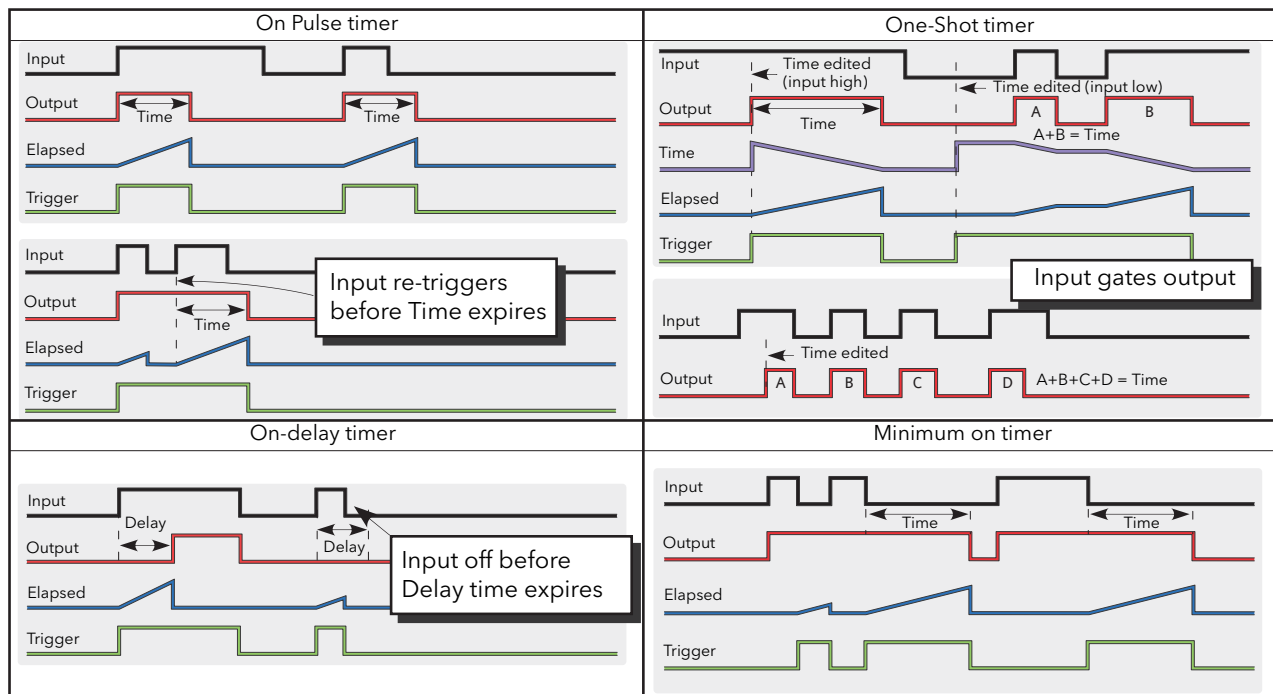 On Pulse timer
Input
Output
Time
Time
Elapsed
Trigger
Input
Input re-triggers
before Time expires
Output
Time
Elapsed
Trigger
One-Shot timer
Input
Time edited
(input high)
Time edited (input low)
Output
Time
A
B
A+B = Time
Time
Elapsed
Trigger
Input gates output
Input
Time edited
Output
A
B
C
D
A+B+C+D = Time
On-delay timer
Input
Delay
Delay
Output
Input off before
Delay time expires
Elapsed
Trigger
Minimum on timer
Input
Time
Time
Output
Elapsed
Trigger